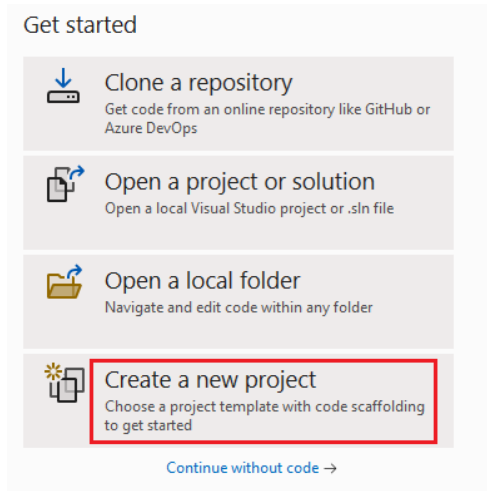 Get started
Clone a repository
Get code from an online repository like GitHub or
Azure DevOps
Open a project or solution
Open a local Visual Studio project or .sln file
Open a local folder
Navigate and edit code within any folder
Create a new project
Choose a project template with code scaffolding
to get started
Continue without code →